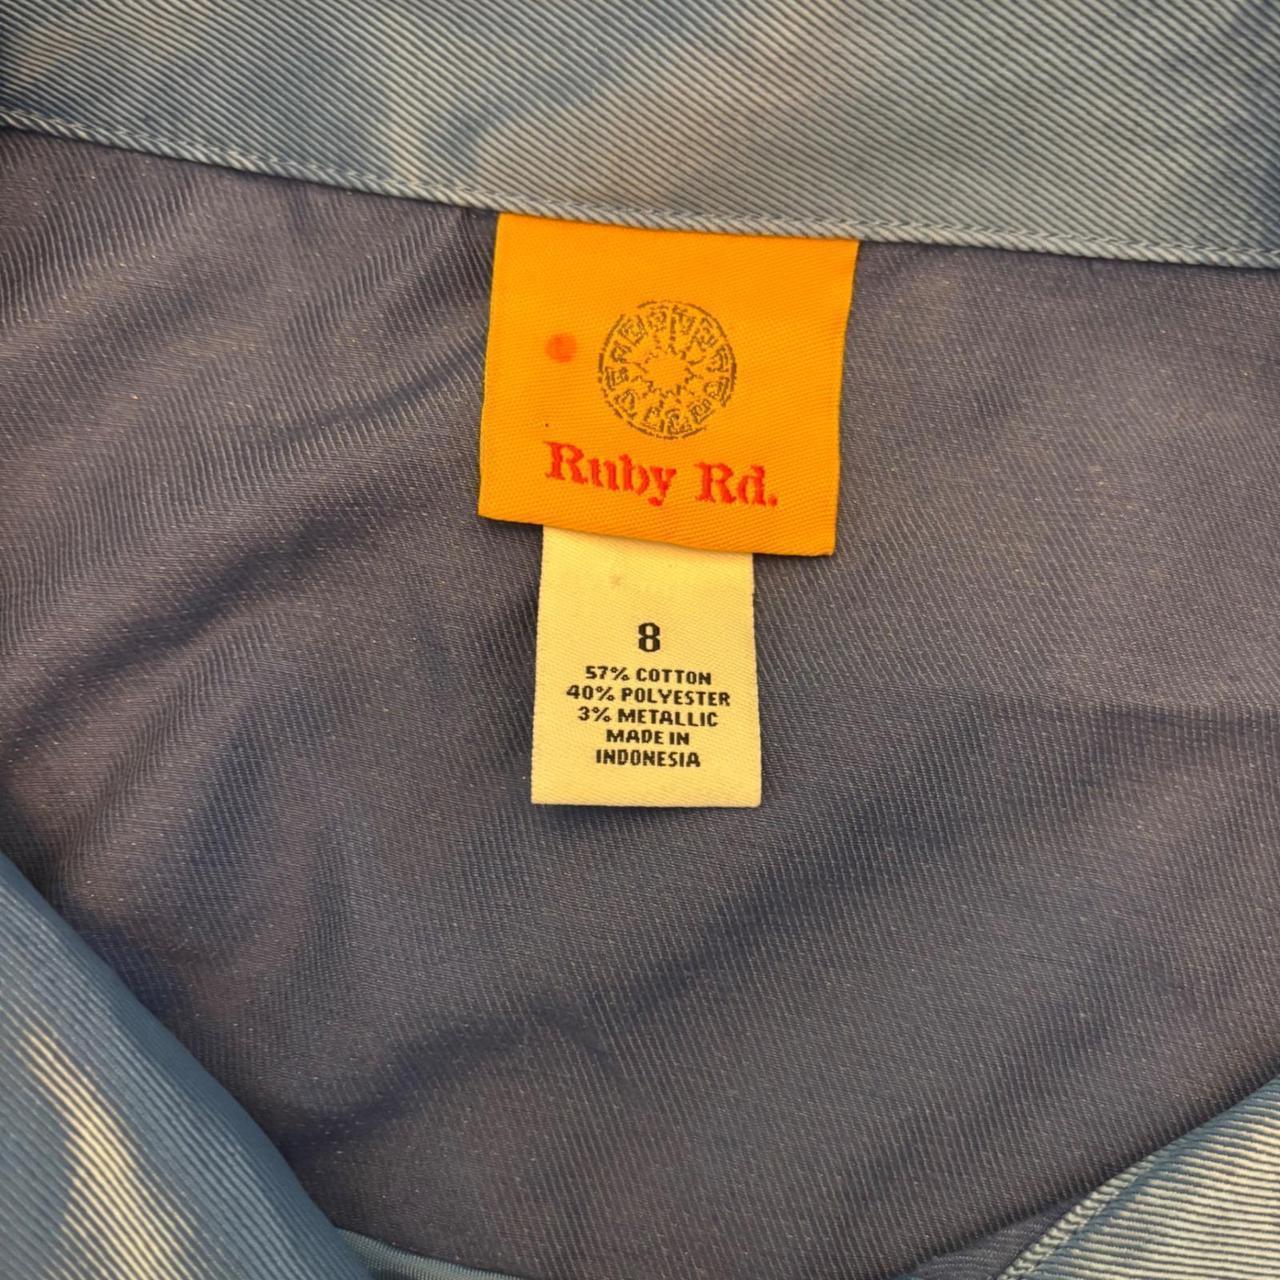 Ruby Rd.
8
57% COTTON
40% POLYESTER
3% METALLIC
MADE IN
INDONESIA